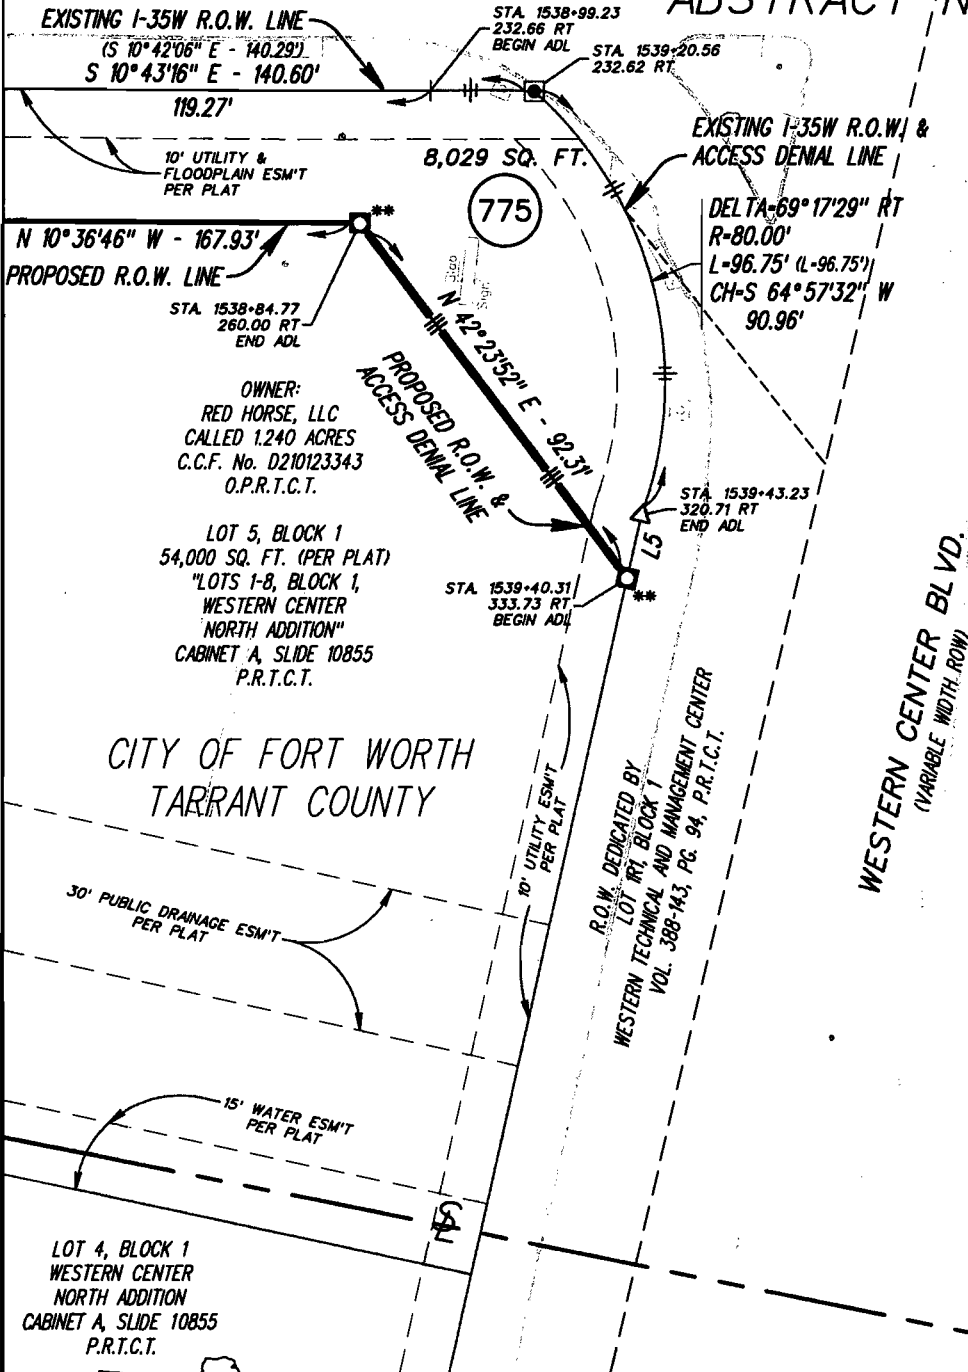 ABSTRACT N
EXISTING I-35W R.O.W. LINE
(S 10°42'06" E - 140.29')
S 10°43'16" E - 140.60'
119.27'
STA. 1538+99.23
232.66 RT
BEGIN ADL
STA. 1539+20.56
232.62 RT
10' UTILITY &
FLOODPLAIN ESM'T
PER PLAT
8,029 SQ. FT.
775
EXISTING I-35W R.O.W. &
ACCESS DENIAL LINE
DELTA=69°17'29" RT
R=80.00'
L=96.75' (L=96.75')
CH=S 64°57'32" W
90.96'
**
N 10°36'46" W - 167.93'
PROPOSED R.O.W. LINE
STA. 1538+84.77
260.00 RT
END ADL
Sign
N 42°23'52" E - 92.31'
PROPOSED R.O.W. &
ACCESS DENIAL LINE
OWNER:
RED HORSE, LLC
CALLED 1.240 ACRES
C.C.F. No. D210123343
O.P.R.T.C.T.
LOT 5, BLOCK 1
54,000 SQ. FT. (PER PLAT)
"LOTS 1-8, BLOCK 1,
WESTERN CENTER
NORTH ADDITION"
CABINET A, SLIDE 10855
P.R.T.C.T.
STA. 1539+43.23
320.71 RT
END ADL
L5
STA. 1539+40.31
333.73 RT
BEGIN ADL
**
WESTERN CENTER BLVD.
(VARIABLE WIDTH ROW)
CITY OF FORT WORTH
TARRANT COUNTY
10' UTILITY ESM'T
PER PLAT
R.O.W. DEDICATED BY
LOT 1R1, BLOCK 1
WESTERN TECHNICAL AND MANAGEMENT CENTER
VOL. 388-143, PG. 94, P.R.T.C.T.
30' PUBLIC DRAINAGE ESM'T
PER PLAT
15' WATER ESM'T
PER PLAT
LOT 4, BLOCK 1
WESTERN CENTER
NORTH ADDITION
CABINET A, SLIDE 10855
P.R.T.C.T.